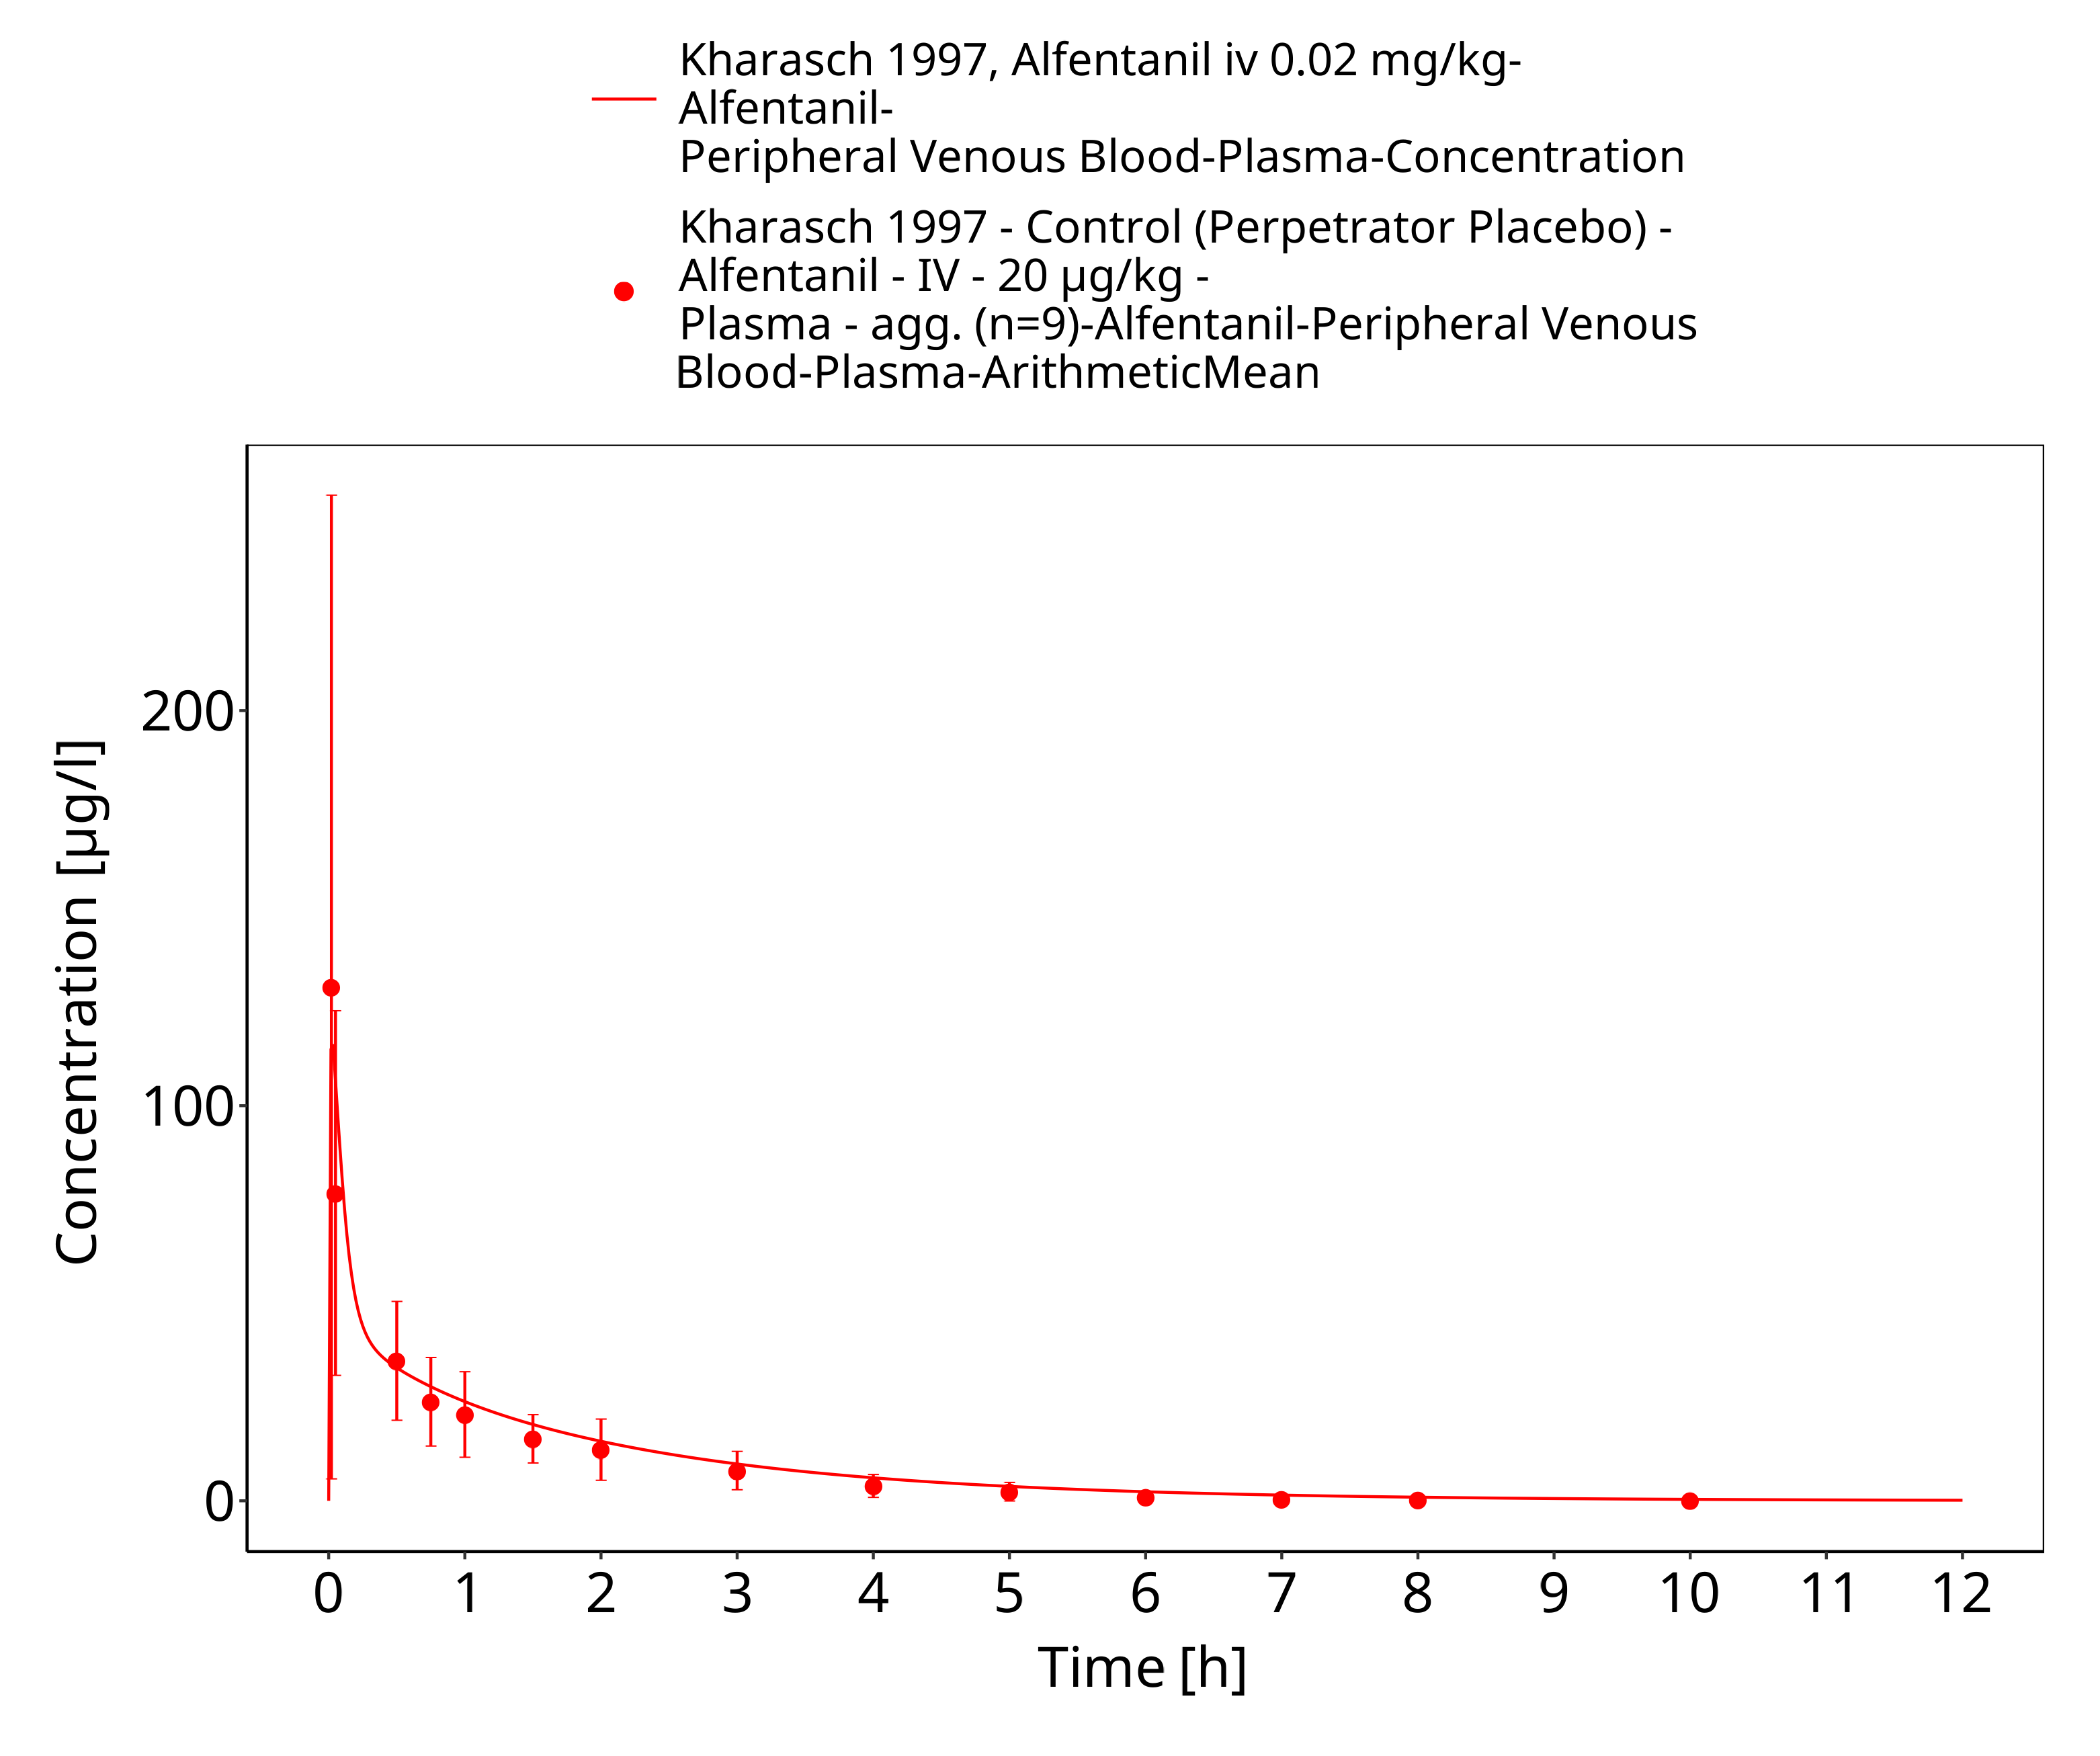 Kharasch 1997, Alfentanil iv 0.02 mg/kg-
Alfentanil-
Peripheral Venous Blood-Plasma-Concentration
Kharasch 1997 - Control (Perpetrator Placebo) -
Alfentanil - IV - 20 µg/kg -
Plasma - agg. (n=9)-Alfentanil-Peripheral Venous
Blood-Plasma-ArithmeticMean
Concentration [µg/l]
200
100
0
0 1 2 3 4 5 6 7 8 9 10 11 12
Time [h]